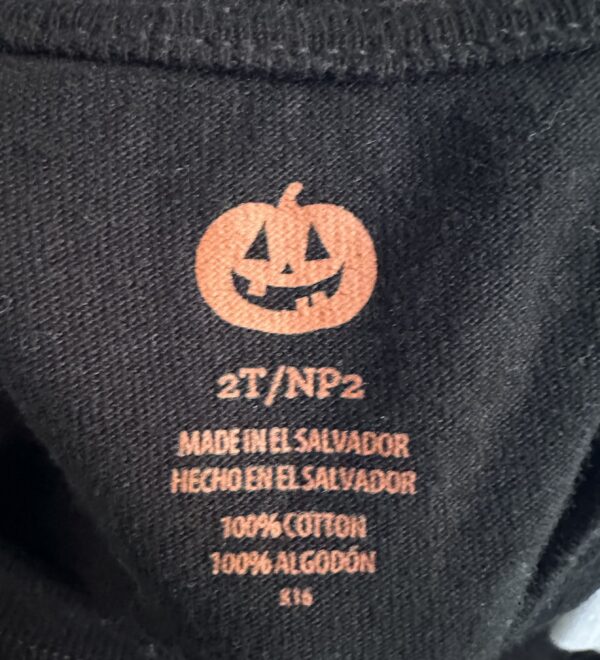 2T/NP2
MADE IN EL SALVADOR
HECHO EN EL SALVADOR
100% COTTON
100% ALGODÓN